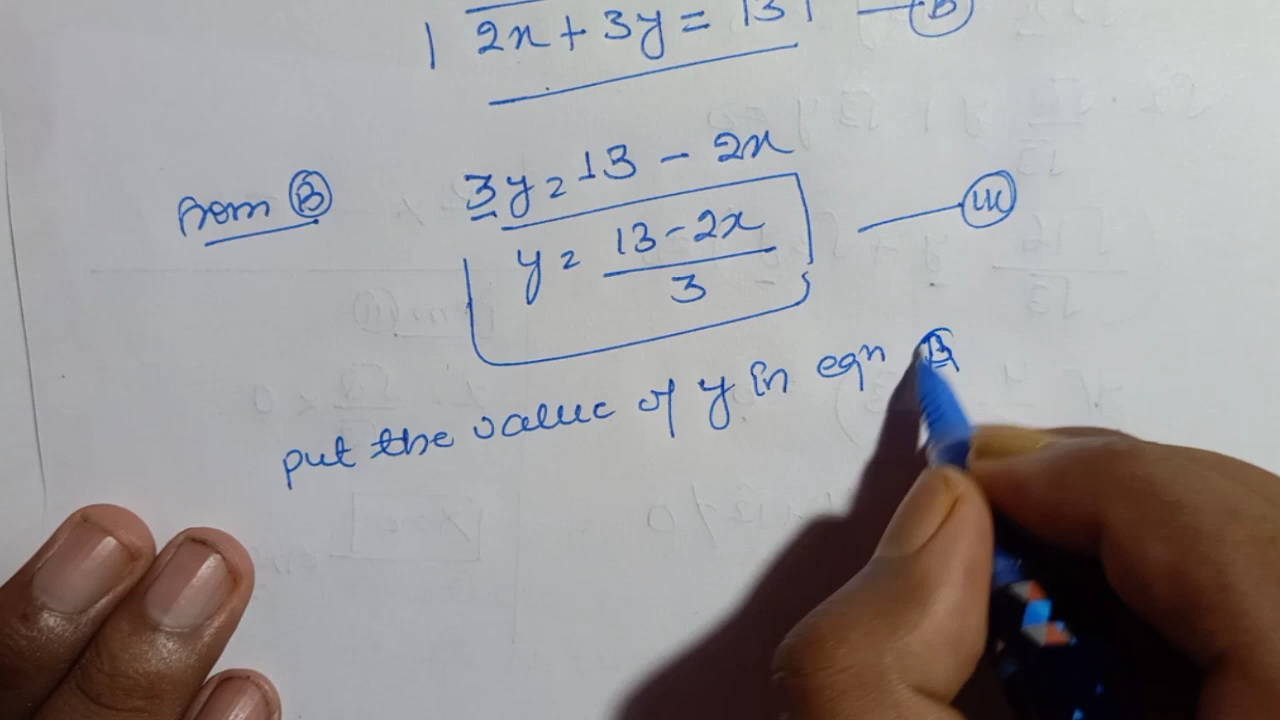 2x + 3y = 13 — B
From B 3y = 13 - 2x
y = 13 - 2x / 3 — III
put the value of y in eqn B